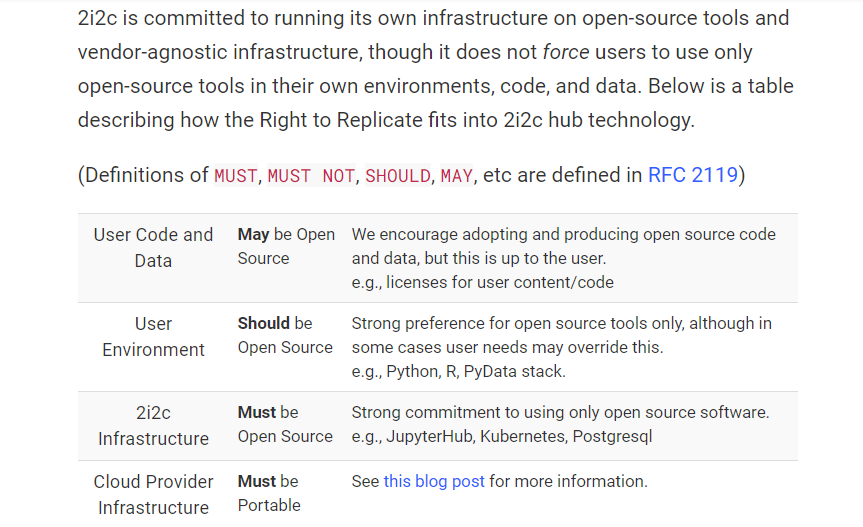 2i2c is committed to running its own infrastructure on open-source tools and
vendor-agnostic infrastructure, though it does not force users to use only
open-source tools in their own environments, code, and data. Below is a table
describing how the Right to Replicate fits into 2i2c hub technology.
(Definitions of MUST, MUST NOT, SHOULD, MAY, etc are defined in RFC 2119)
User Code and
Data
May be Open
Source
We encourage adopting and producing open source code
and data, but this is up to the user.
e.g., licenses for user content/code
User
Environment
Should be
Open Source
Strong preference for open source tools only, although in
some cases user needs may override this.
e.g., Python, R, PyData stack.
2i2c
Infrastructure
Must be
Open Source
Strong commitment to using only open source software.
e.g., JupyterHub, Kubernetes, Postgresql
Cloud Provider
Infrastructure
Must be
Portable
See this blog post for more information.